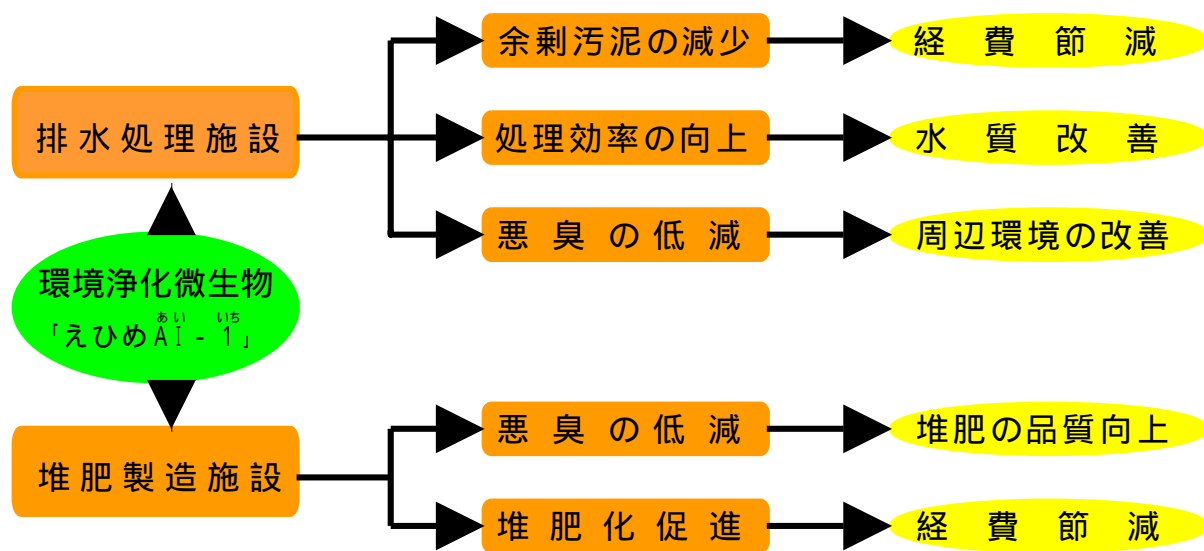 余剰汚泥の減少
経費節減
排水処理施設
処理効率の向上
水質改善
悪臭の低減
周辺環境の改善
環境浄化微生物
あい いち
「えひめAI-1」
悪臭の低減
堆肥の品質向上
堆肥製造施設
堆肥化促進
経費節減